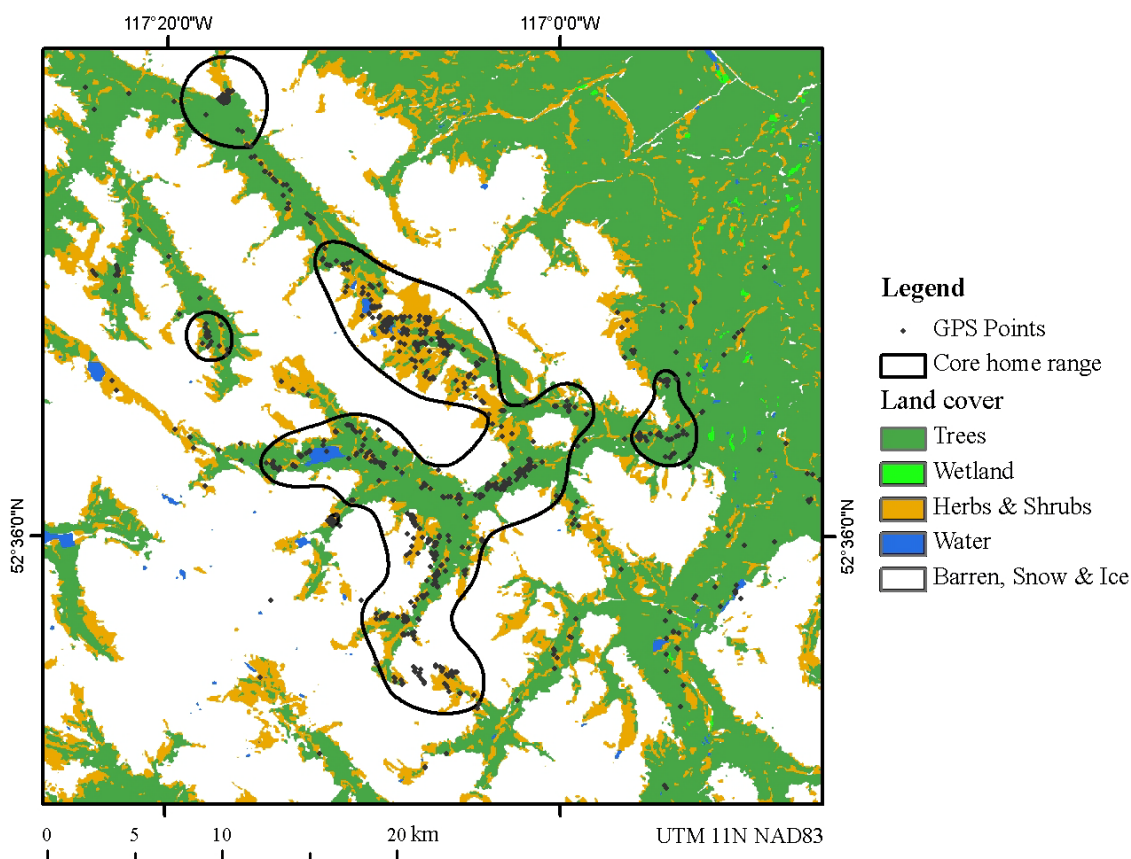 117°20'0"W 117°0'0"W
52°36'0"N
52°36'0"N
Legend
GPS Points
Core home range
Land cover
Trees
Wetland
Herbs & Shrubs
Water
Barren, Snow & Ice
0 5 10 20 km
UTM 11N NAD83